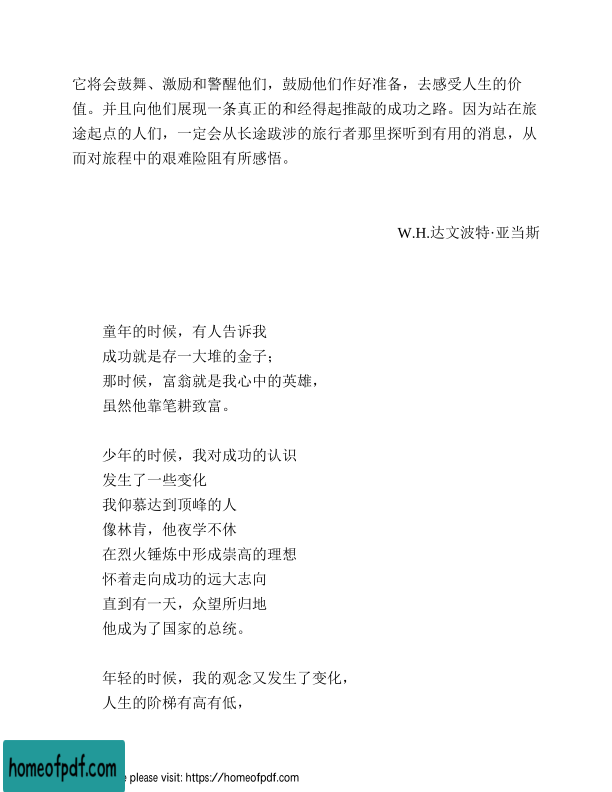 它将会鼓舞、激励和警醒他们，鼓励他们作好准备，去感受人生的价
值。并且向他们展现一条真正的和经得起推敲的成功之路。因为站在旅
途起点的人们，一定会从长途跋涉的旅行者那里探听到有用的消息，从
而对旅程中的艰难险阻有所感悟。
W.H.达文波特·亚当斯
童年的时候，有人告诉我
成功就是存一大堆的金子；
那时候，富翁就是我心中的英雄，
虽然他靠笔耕致富。
少年的时候，我对成功的认识
发生了一些变化
我仰慕达到顶峰的人
像林肯，他夜学不休
在烈火锤炼中形成崇高的理想
怀着走向成功的远大志向
直到有一天，众望所归地
他成为了国家的总统。
年轻的时候，我的观念又发生了变化，
人生的阶梯有高有低，
homeofpdf.com
e please visit: https://homeofpdf.com